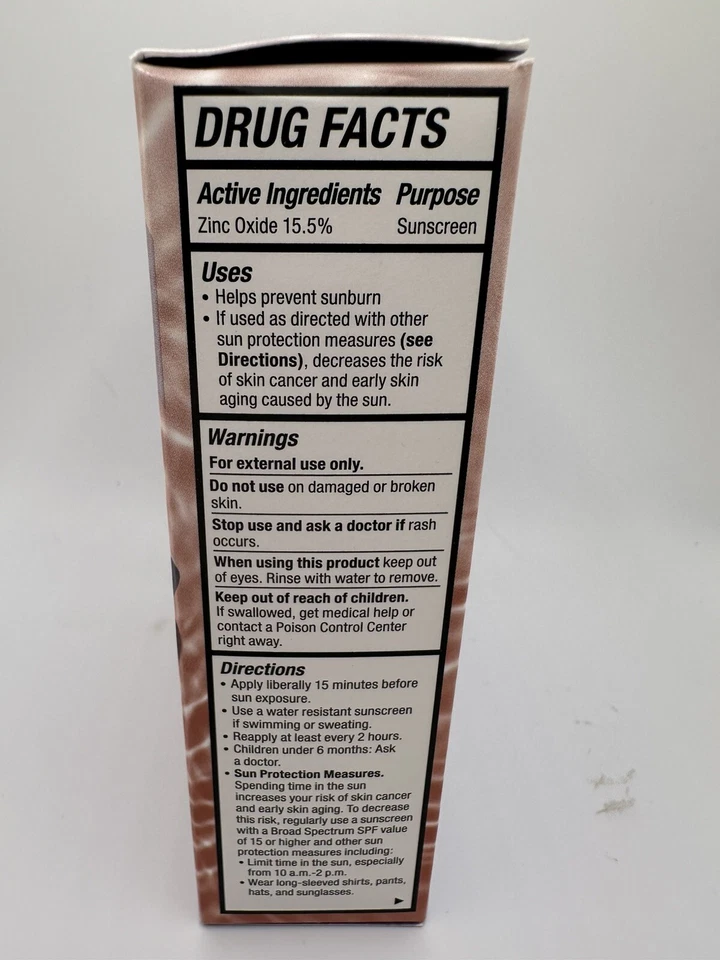 DRUG FACTS
Active Ingredients Purpose
Zinc Oxide 15.5% Sunscreen
Uses
• Helps prevent sunburn
• If used as directed with other
sun protection measures (see
Directions), decreases the risk
of skin cancer and early skin
aging caused by the sun.
Warnings
For external use only.
Do not use on damaged or broken
skin.
Stop use and ask a doctor if rash
occurs.
When using this product keep out
of eyes. Rinse with water to remove.
Keep out of reach of children.
If swallowed, get medical help or
contact a Poison Control Center
right away.
Directions
• Apply liberally 15 minutes before
sun exposure.
• Use a water resistant sunscreen
if swimming or sweating.
• Reapply at least every 2 hours.
• Children under 6 months: Ask
a doctor.
• Sun Protection Measures.
Spending time in the sun
increases your risk of skin cancer
and early skin aging. To decrease
this risk, regularly use a sunscreen
with a Broad Spectrum SPF value
of 15 or higher and other sun
protection measures including:
• Limit time in the sun, especially
from 10 a.m.-2 p.m.
• Wear long-sleeved shirts, pants,
hats, and sunglasses.